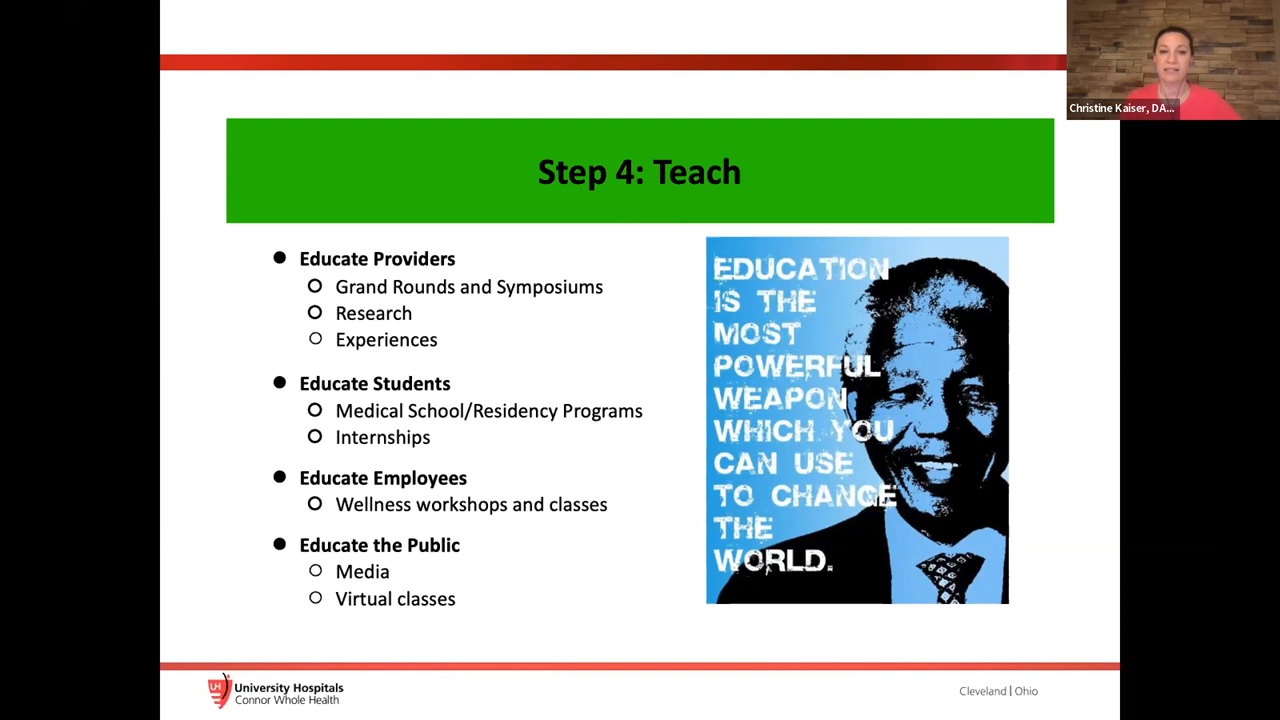 Christine Kaiser, DA...
Step 4: Teach
Educate Providers
Grand Rounds and Symposiums
Research
Experiences
Educate Students
Medical School/Residency Programs
Internships
Educate Employees
Wellness workshops and classes
Educate the Public
Media
Virtual classes
EDUCATION
IS THE
MOST
POWERFUL
WEAPON
WHICH YOU
CAN USE
TO CHANGE
THE
WORLD.
UH
University Hospitals
Connor Whole Health
Cleveland | Ohio